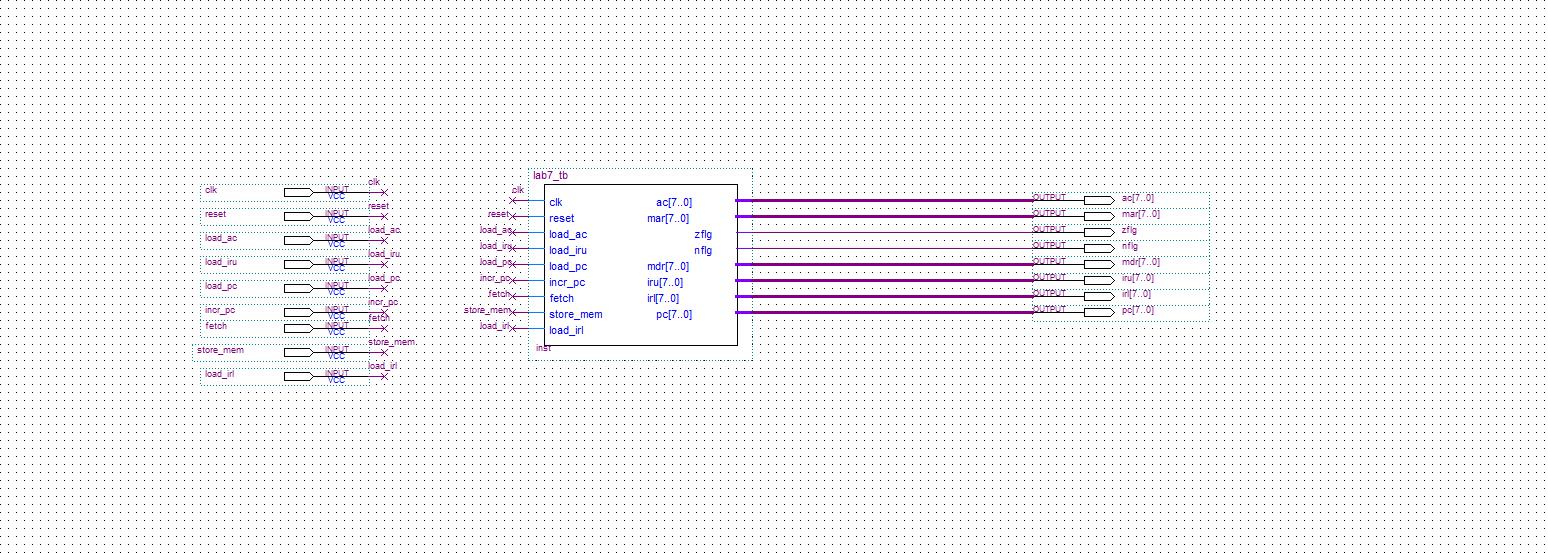 lab7_tb
clk INPUT VCC clk
reset INPUT VCC reset
load_ac INPUT VCC load_ac
load_iru INPUT VCC load_iru
load_pc INPUT VCC load_pc
incr_pc INPUT VCC incr_pc
fetch INPUT VCC fetch
store_mem INPUT VCC store_mem
load_irl INPUT VCC load_irl
clk clk ac[7..0] OUTPUT ac[7..0]
reset reset mar[7..0] OUTPUT mar[7..0]
load_ac load_ac zflg OUTPUT zflg
load_iru load_iru nflg OUTPUT nflg
load_pc load_pc mdr[7..0] OUTPUT mdr[7..0]
incr_pc incr_pc iru[7..0] OUTPUT iru[7..0]
fetch fetch irl[7..0] OUTPUT irl[7..0]
store_mem store_mem pc[7..0] OUTPUT pc[7..0]
load_irl load_irl
inst